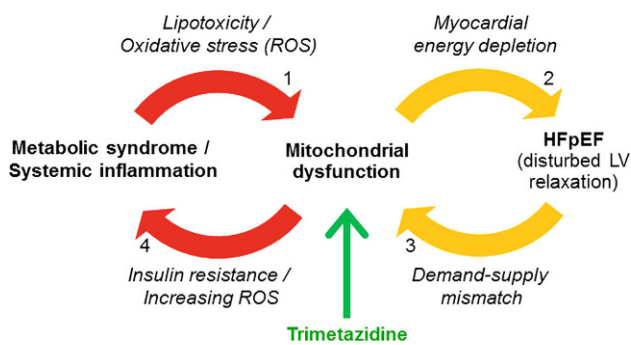 Lipotoxicity /
Oxidative stress (ROS)
1
Myocardial
energy depletion
2
Metabolic syndrome /
Systemic inflammation
Mitochondrial
dysfunction
HFpEF
(disturbed LV
relaxation)
4
Insulin resistance /
Increasing ROS
3
Demand-supply
mismatch
Trimetazidine